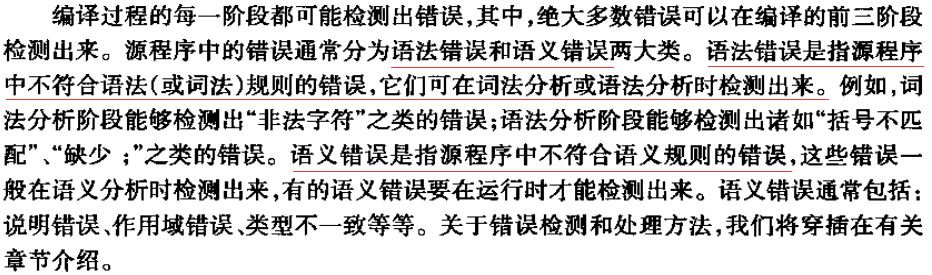 编译过程的每一阶段都可能检测出错误,其中,绝大多数错误可以在编译的前三阶段
检测出来。源程序中的错误通常分为语法错误和语义错误两大类。语法错误是指源程序
中不符合语法(或词法)规则的错误,它们可在词法分析或语法分析时检测出来。例如,词
法分析阶段能够检测出“非法字符”之类的错误;语法分析阶段能够检测出诸如“括号不匹
配”、“缺少 ;”之类的错误。语义错误是指源程序中不符合语义规则的错误,这些错误一
般在语义分析时检测出来,有的语义错误要在运行时才能检测出来。语义错误通常包括:
说明错误、作用域错误、类型不一致等等。关于错误检测和处理方法,我们将穿插在有关
章节介绍。